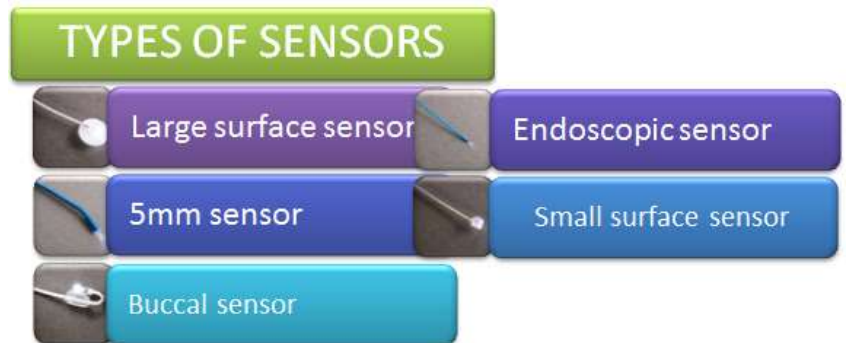 TYPES OF SENSORS
Large surface sensor
Endoscopic sensor
5mm sensor
Small surface sensor
Buccal sensor